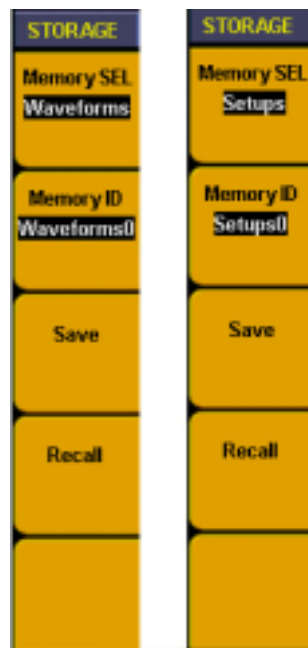 STORAGE
Memory SEL
Waveforms
Memory ID
Waveforms0
Save
Recall
STORAGE
Memory SEL
Setups
Memory ID
Setups0
Save
Recall